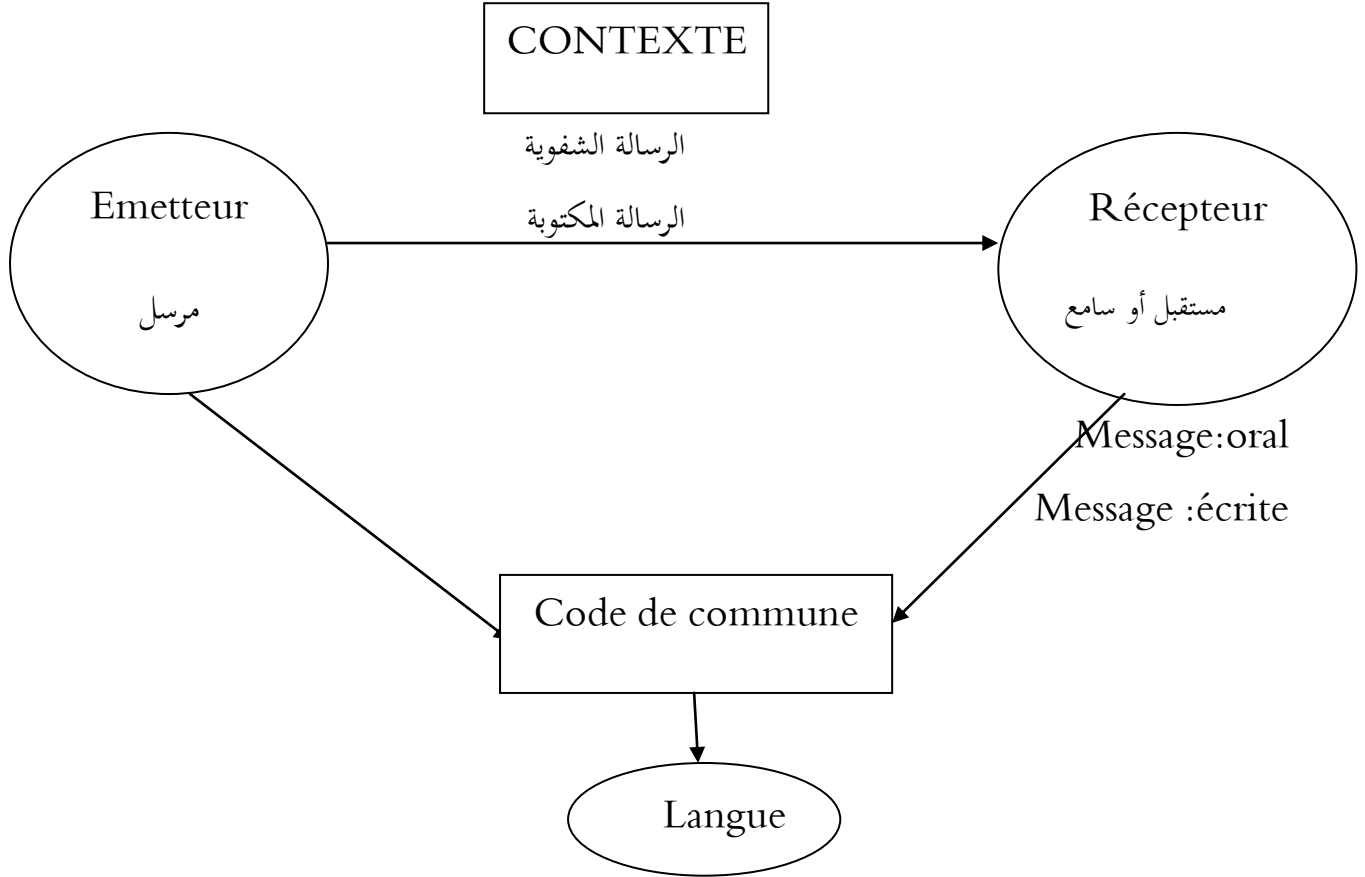 CONTEXTE
الرسالة الشفوية
الرسالة المكتوبة
Emetteur
مرسل
Récepteur
مستقبل أو سامع
Message:oral
Message :écrite
Code de commune
Langue